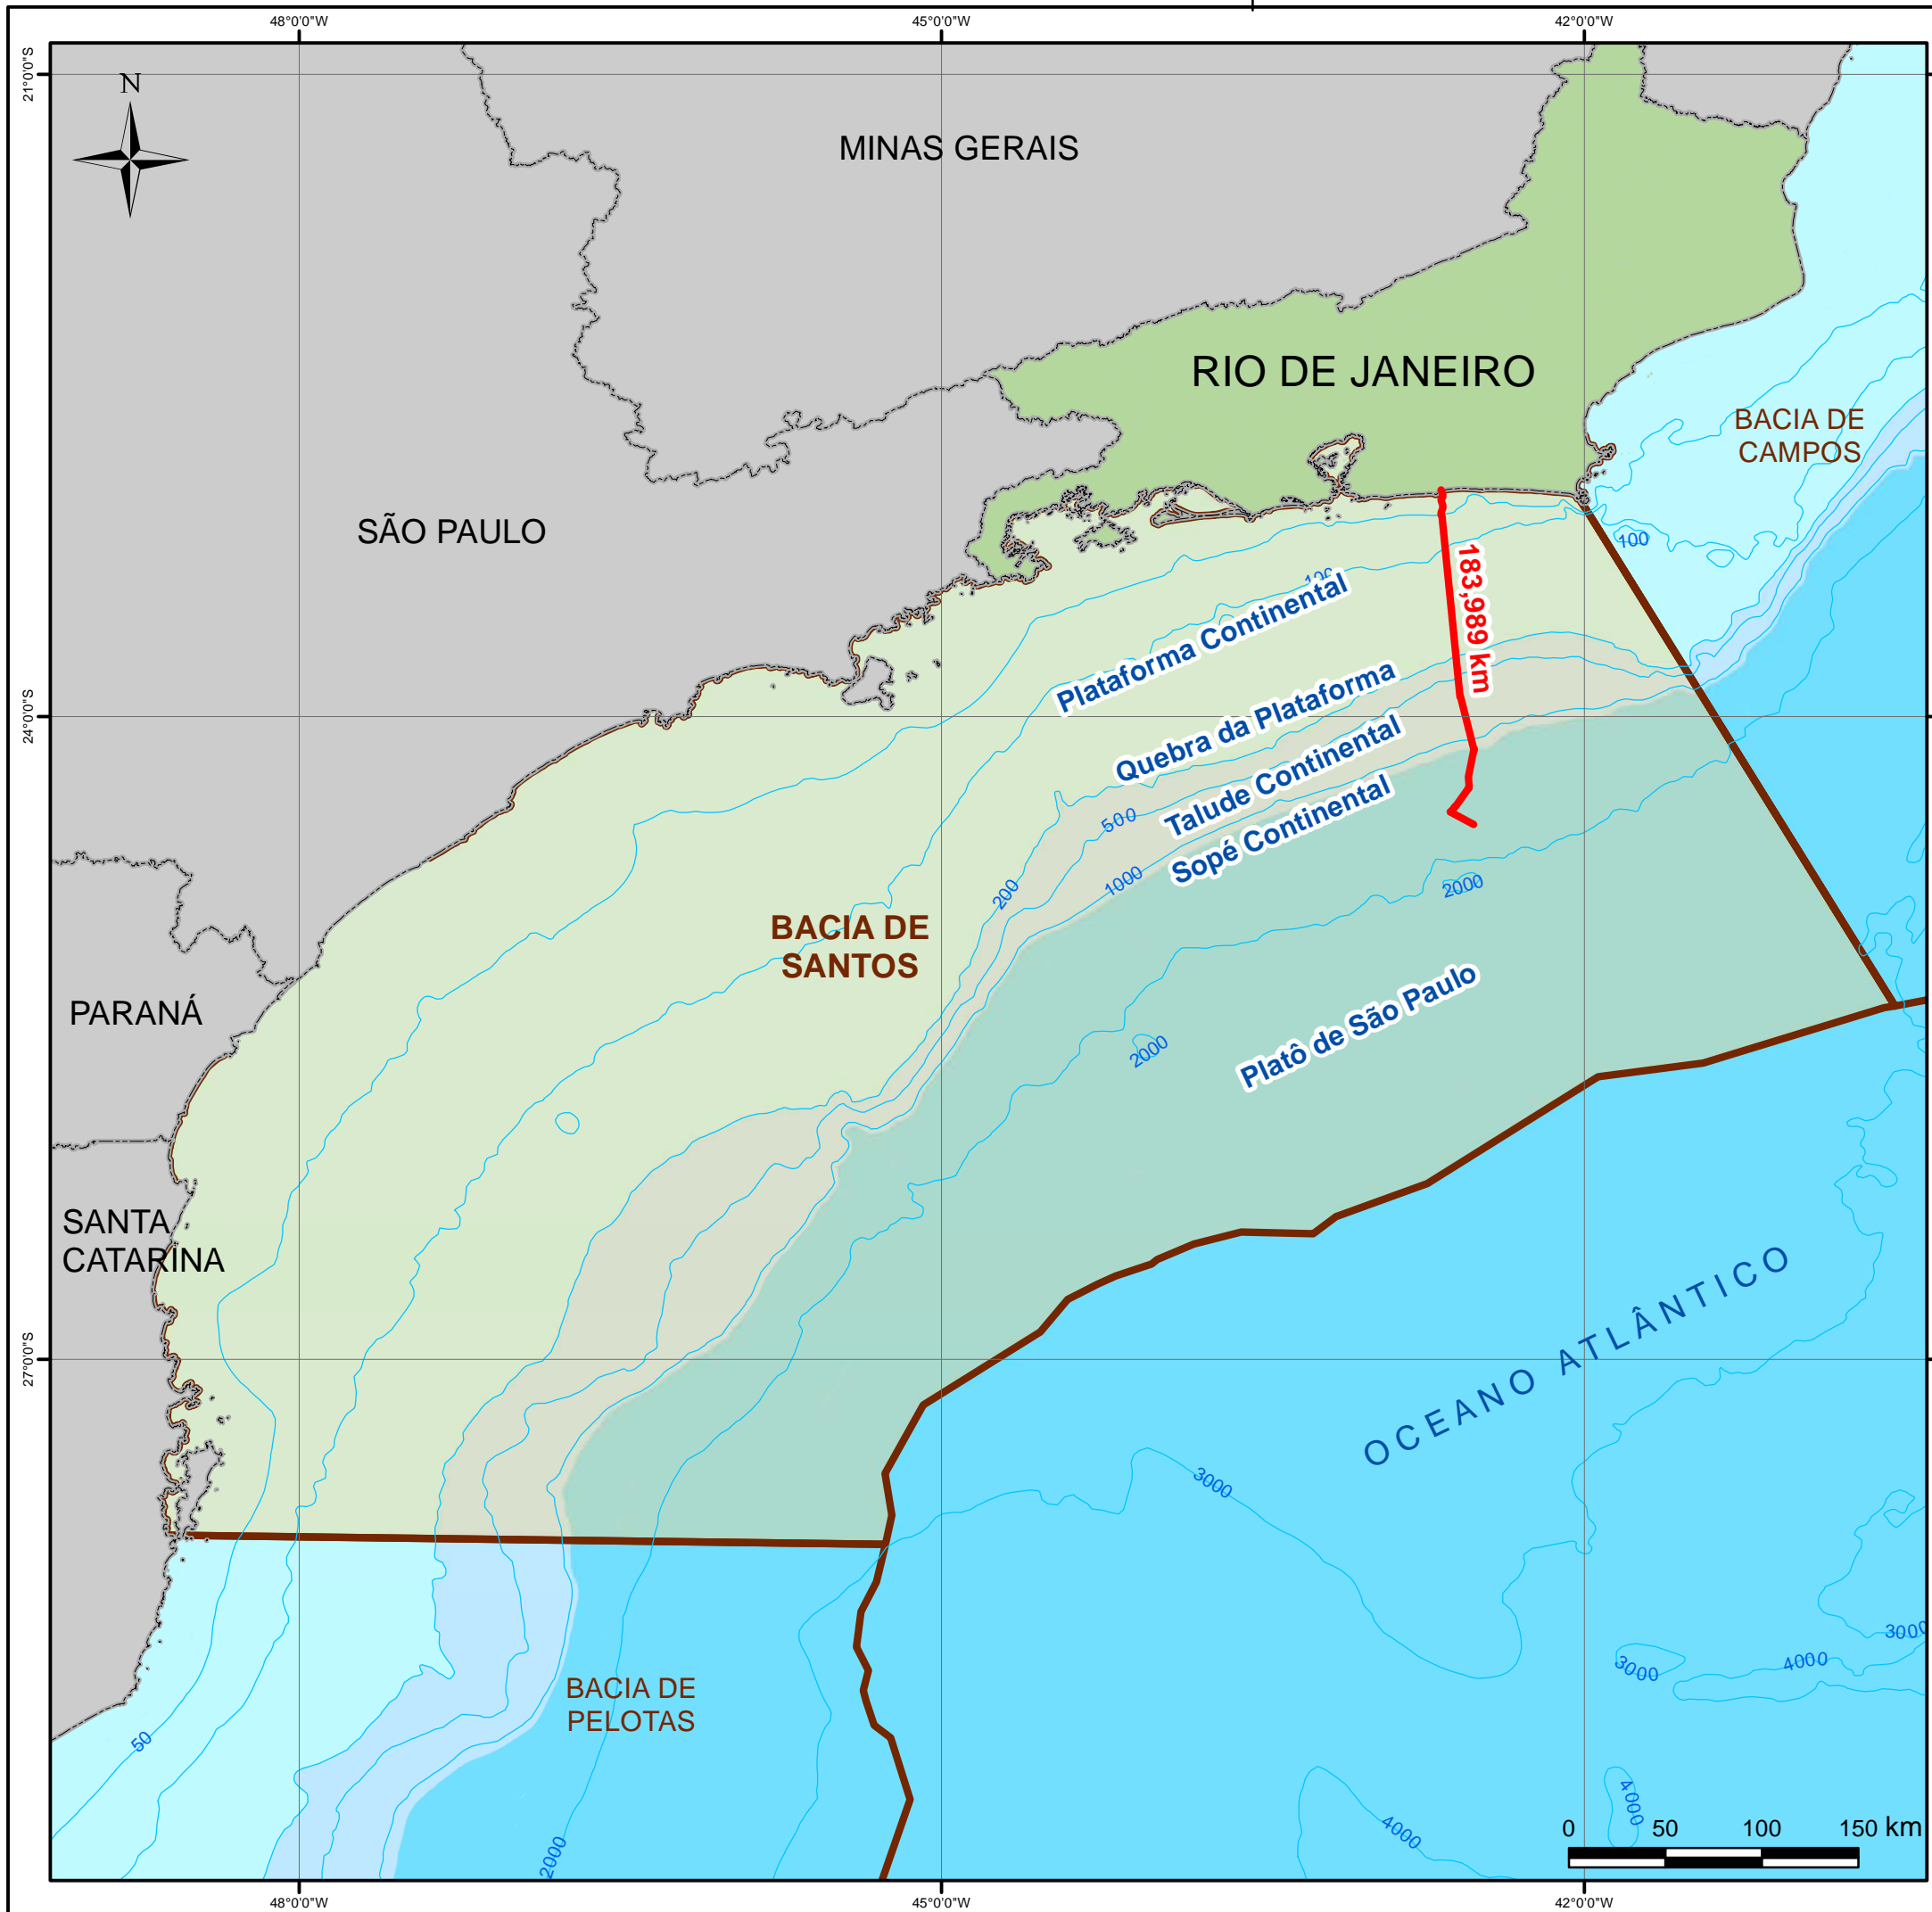 48°0'0"W
45°0'0"W
42°0'0"W
21°0'0"S
N
MINAS GERAIS
RIO DE JANEIRO
BACIA DE
CAMPOS
SÃO PAULO
100
100
183,989 km
Plataforma Continental
24°0'0"S
Quebra da Plataforma
Talude Continental
500
Sopé Continental
200
1000
2000
BACIA DE
SANTOS
PARANÁ
Platô de São Paulo
2000
SANTA
CATARINA
OCEANO ATLÂNTICO
27°0'0"S
3000
3000
3000
4000
BACIA DE
PELOTAS
50
2000
4000
4000
0 50 100 150 km
48°0'0"W
45°0'0"W
42°0'0"W